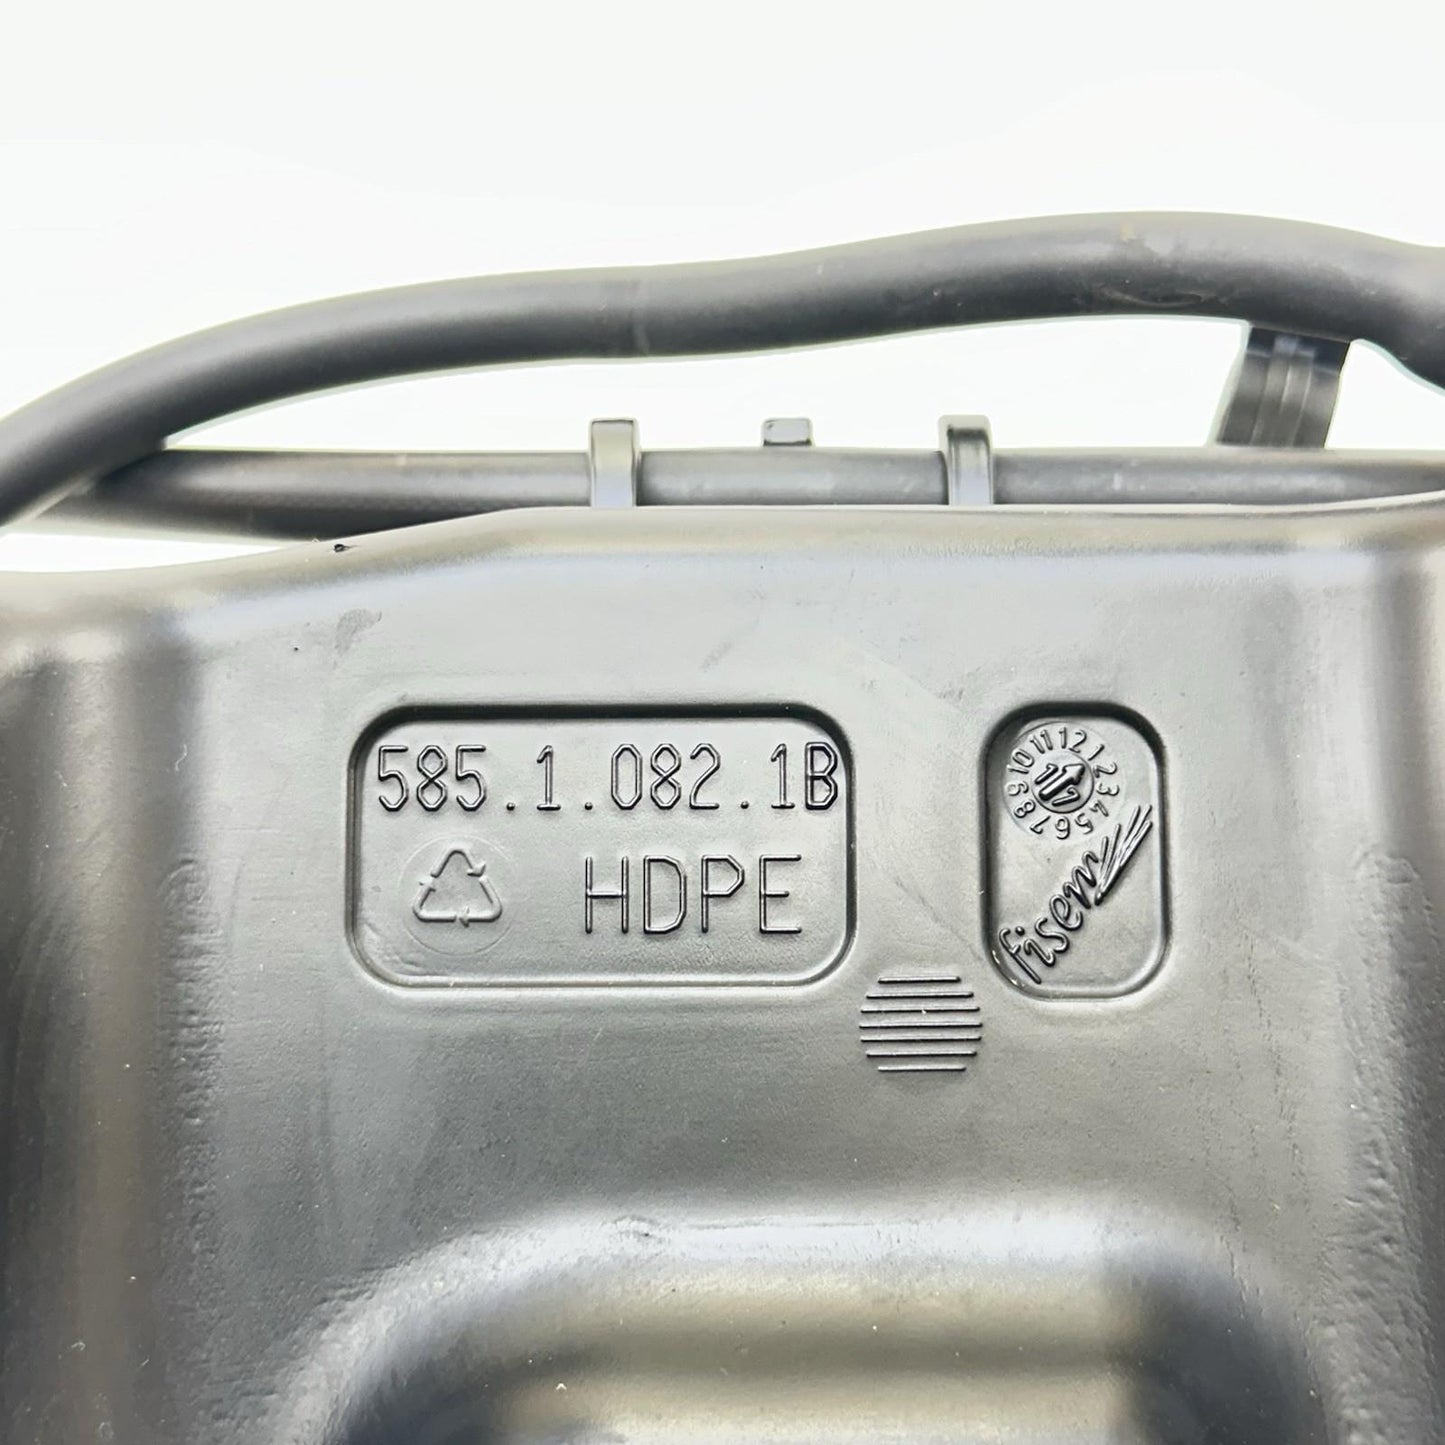 585.1.082.1B
HDPE
1 2 3 4 5 6 7 8 9 10 11 12
fisem